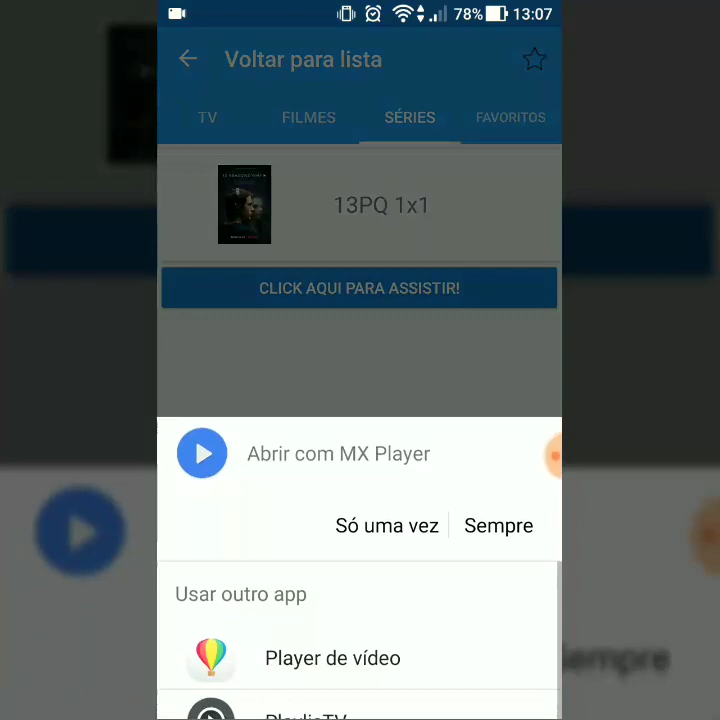 78% 13:07
Voltar para lista
TV FILMES SÉRIES FAVORITOS
13PQ 1x1
CLICK AQUI PARA ASSISTIR!
Abrir com MX Player
Só uma vez Sempre
Usar outro app
Player de vídeo